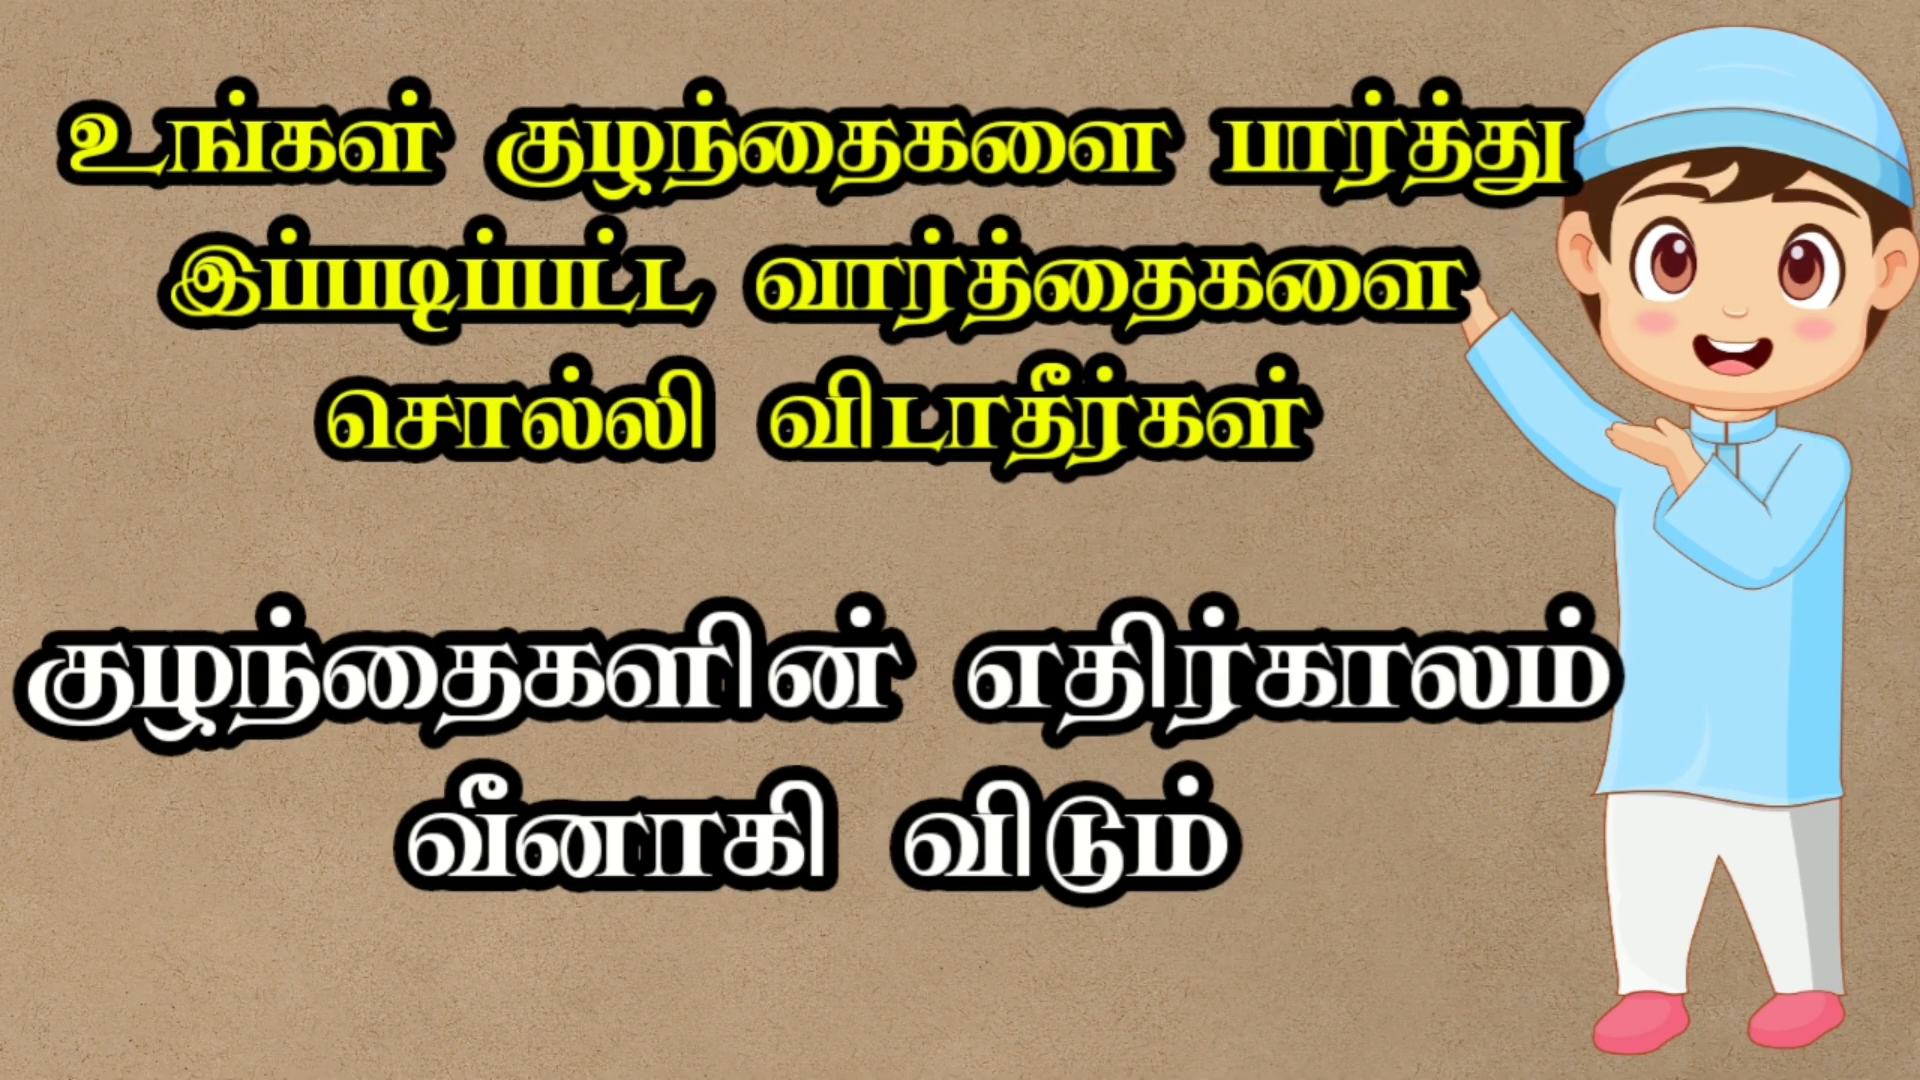 உங்கள் குழந்தைகளை பார்த்து
இப்படிப்பட்ட வார்த்தைகளை
சொல்லி விடாதீர்கள்
குழந்தைகளின் எதிர்காலம்
வீனாகி விடும்